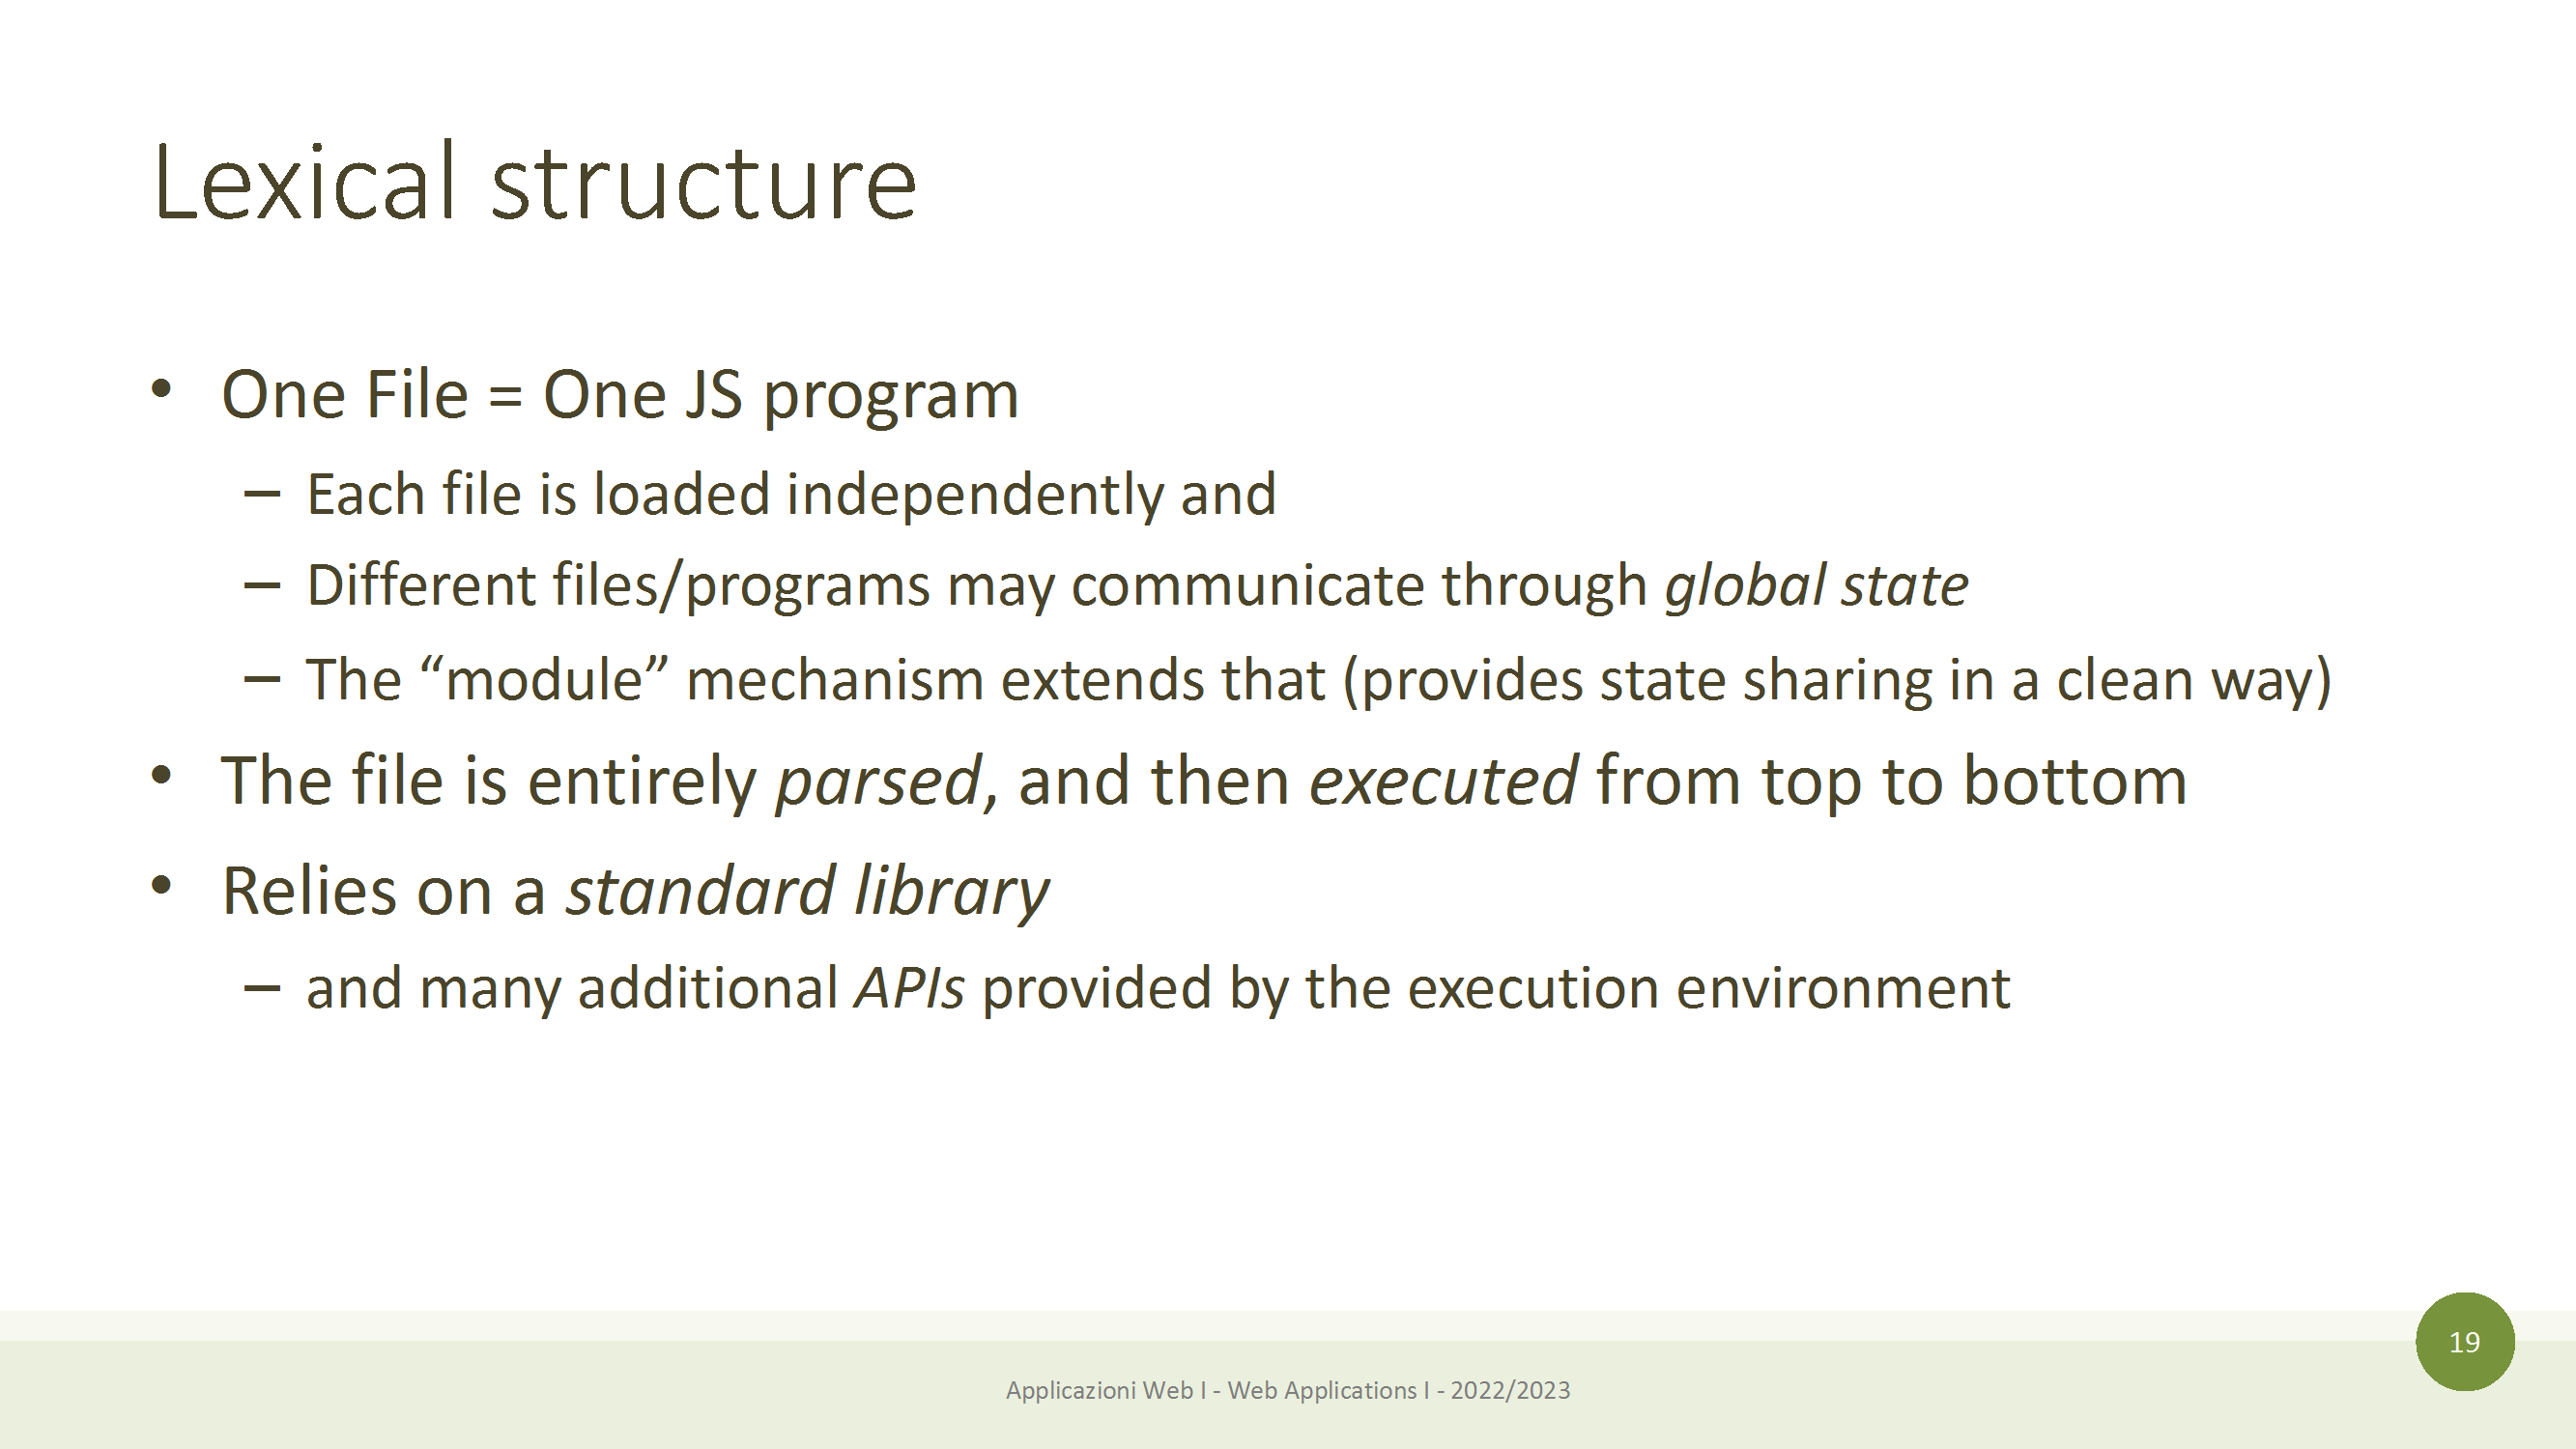 Lexical structure
• One File = One JS program
– Each file is loaded independently and
– Different files/programs may communicate through global state
– The “module” mechanism extends that (provides state sharing in a clean way)
• The file is entirely parsed, and then executed from top to bottom
• Relies on a standard library
– and many additional APIs provided by the execution environment
19
Applicazioni Web I - Web Applications I - 2022/2023